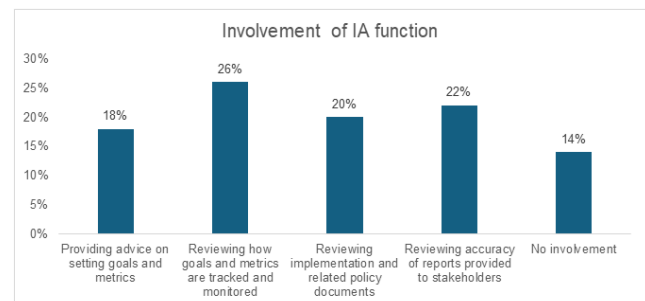 Involvement of IA function
30%
25%
20%
15%
10%
5%
0%
18%
26%
20%
22%
14%
Providing advice on
setting goals and
metrics
Reviewing how
goals and metrics
are tracked and
monitored
Reviewing
implementation and
related policy
documents
Reviewing accuracy
of reports provided
to stakeholders
No involvement